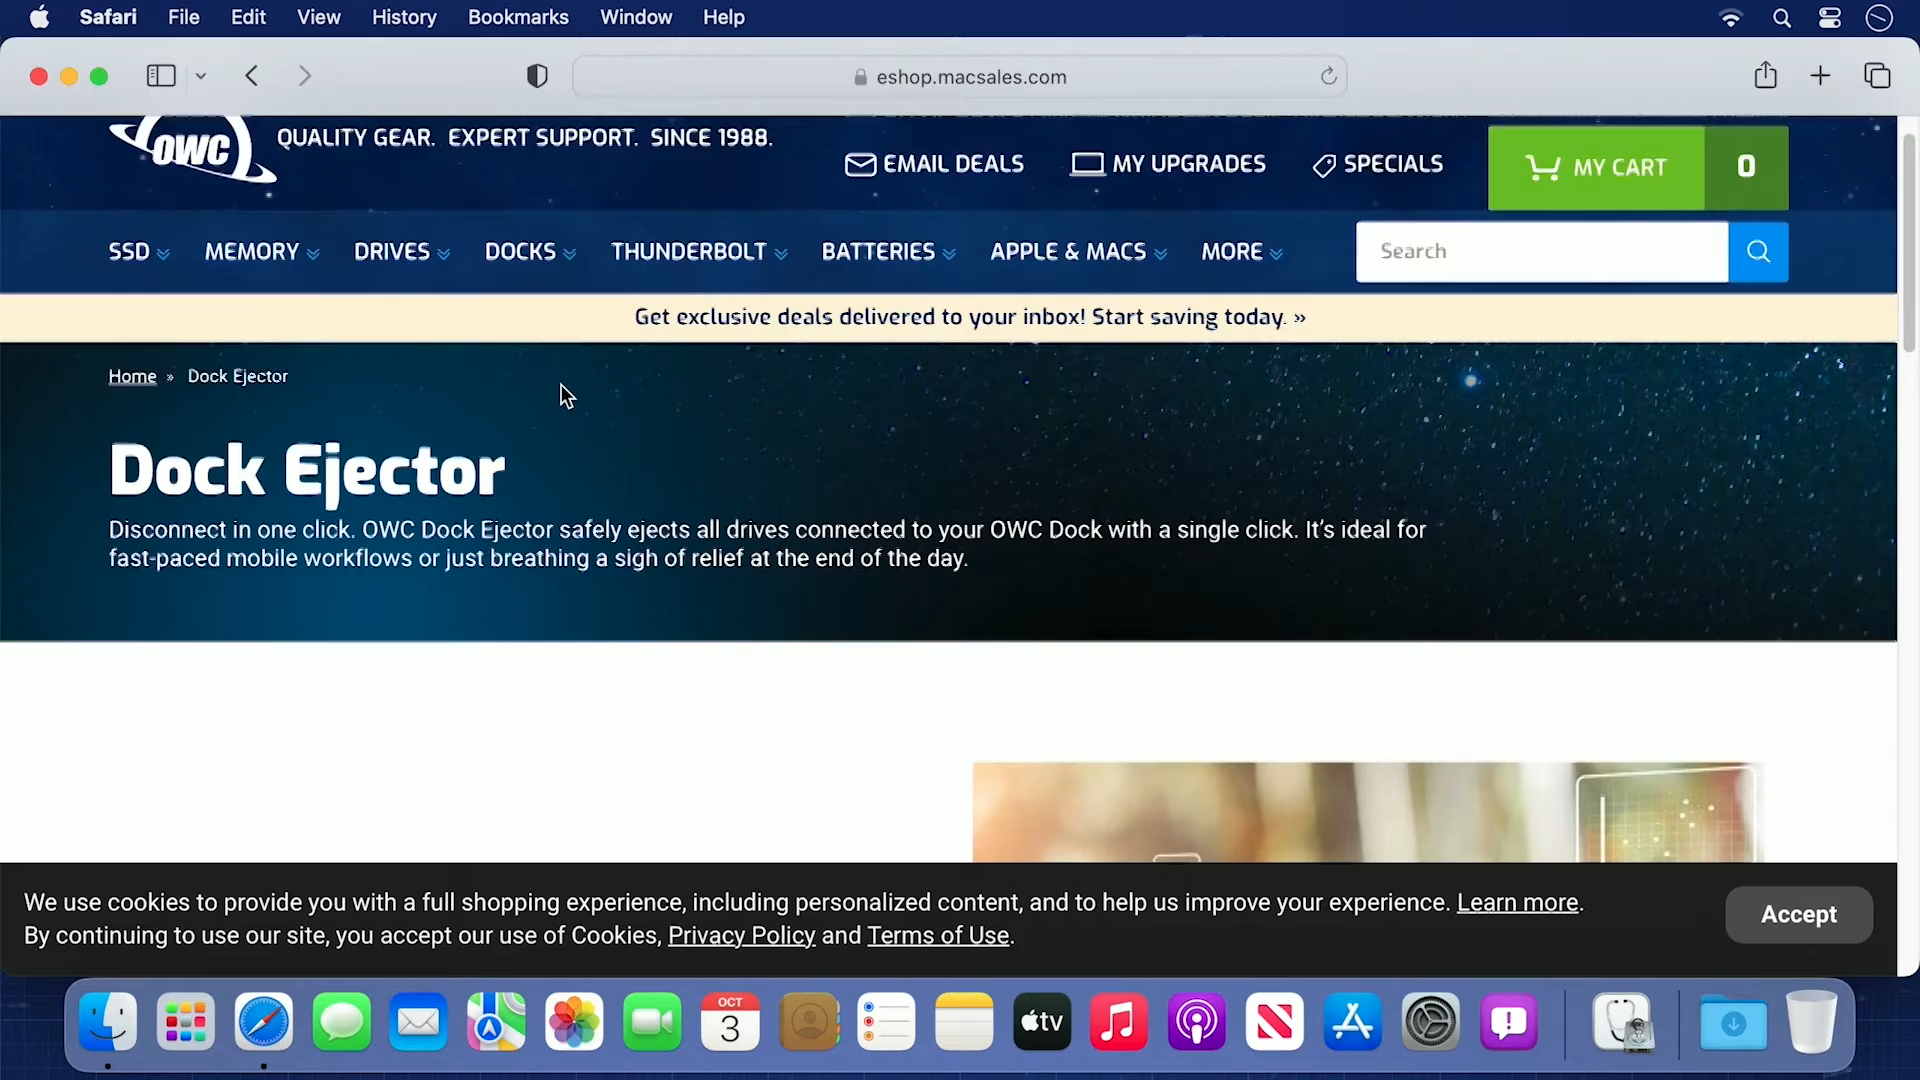 Safari File Edit View History Bookmarks Window Help
eshop.macsales.com
OWC QUALITY GEAR. EXPERT SUPPORT. SINCE 1988.
EMAIL DEALS MY UPGRADES SPECIALS MY CART 0
SSD MEMORY DRIVES DOCKS THUNDERBOLT BATTERIES APPLE & MACS MORE Search
Get exclusive deals delivered to your inbox! Start saving today. »
Home » Dock Ejector
Dock Ejector
Disconnect in one click. OWC Dock Ejector safely ejects all drives connected to your OWC Dock with a single click. It’s ideal for
fast-paced mobile workflows or just breathing a sigh of relief at the end of the day.
We use cookies to provide you with a full shopping experience, including personalized content, and to help us improve your experience. Learn more.
By continuing to use our site, you accept our use of Cookies, Privacy Policy and Terms of Use.
Accept
OCT
3
tv